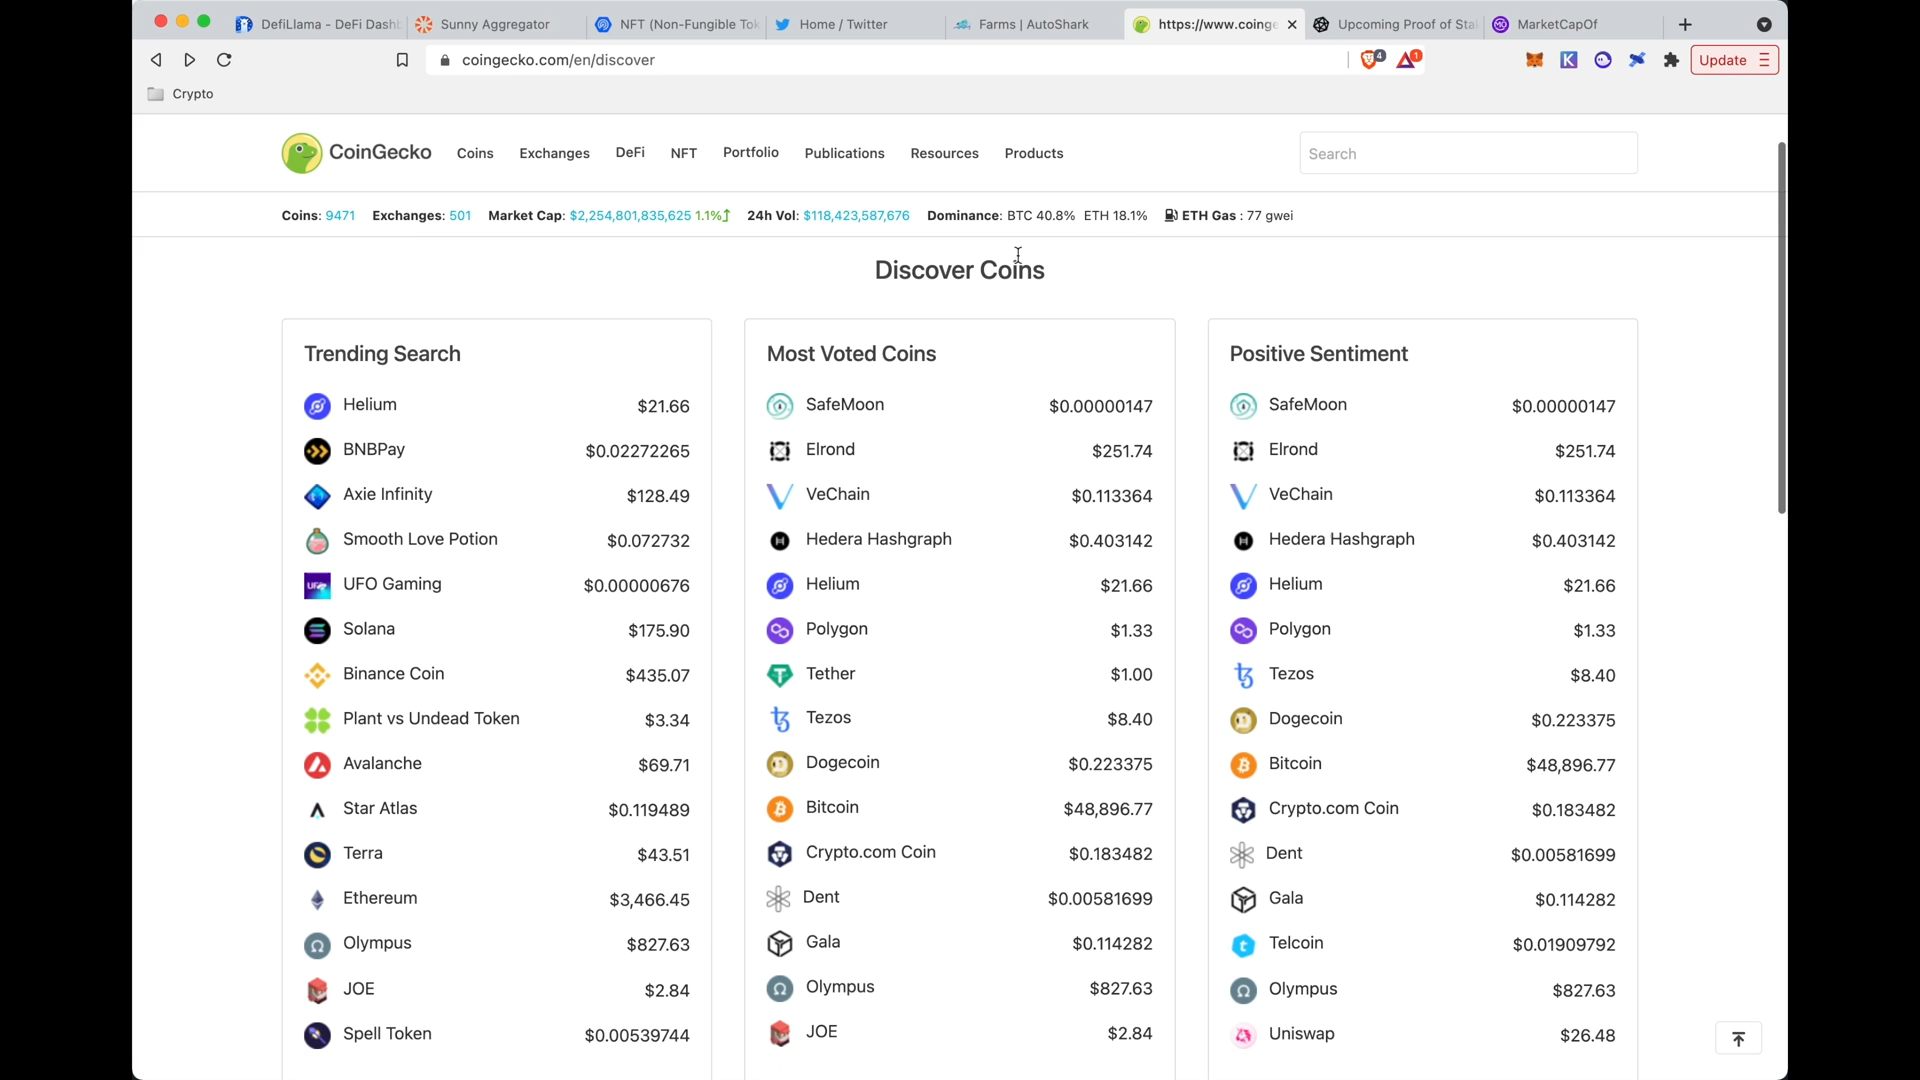 DefiLlama - DeFi Dashb
Sunny Aggregator
NFT (Non-Fungible Tok
Home / Twitter
Farms | AutoShark
https://www.coinge
Upcoming Proof of Sta
MarketCapOf
coingecko.com/en/discover
4
1
K
Update
Crypto
CoinGecko
Coins
Exchanges
DeFi
NFT
Portfolio
Publications
Resources
Products
Search
Coins: 9471 Exchanges: 501 Market Cap: $2,254,801,835,625 1.1% 24h Vol: $118,423,587,676 Dominance: BTC 40.8% ETH 18.1% ETH Gas : 77 gwei
Discover Coins
Trending Search
Helium $21.66
BNBPay $0.02272265
Axie Infinity $128.49
Smooth Love Potion $0.072732
UFO Gaming $0.00000676
Solana $175.90
Binance Coin $435.07
Plant vs Undead Token $3.34
Avalanche $69.71
Star Atlas $0.119489
Terra $43.51
Ethereum $3,466.45
Olympus $827.63
JOE $2.84
Spell Token $0.00539744
Most Voted Coins
SafeMoon $0.00000147
Elrond $251.74
VeChain $0.113364
Hedera Hashgraph $0.403142
Helium $21.66
Polygon $1.33
Tether $1.00
Tezos $8.40
Dogecoin $0.223375
Bitcoin $48,896.77
Crypto.com Coin $0.183482
Dent $0.00581699
Gala $0.114282
Olympus $827.63
JOE $2.84
Positive Sentiment
SafeMoon $0.00000147
Elrond $251.74
VeChain $0.113364
Hedera Hashgraph $0.403142
Helium $21.66
Polygon $1.33
Tezos $8.40
Dogecoin $0.223375
Bitcoin $48,896.77
Crypto.com Coin $0.183482
Dent $0.00581699
Gala $0.114282
Telcoin $0.01909792
Olympus $827.63
Uniswap $26.48